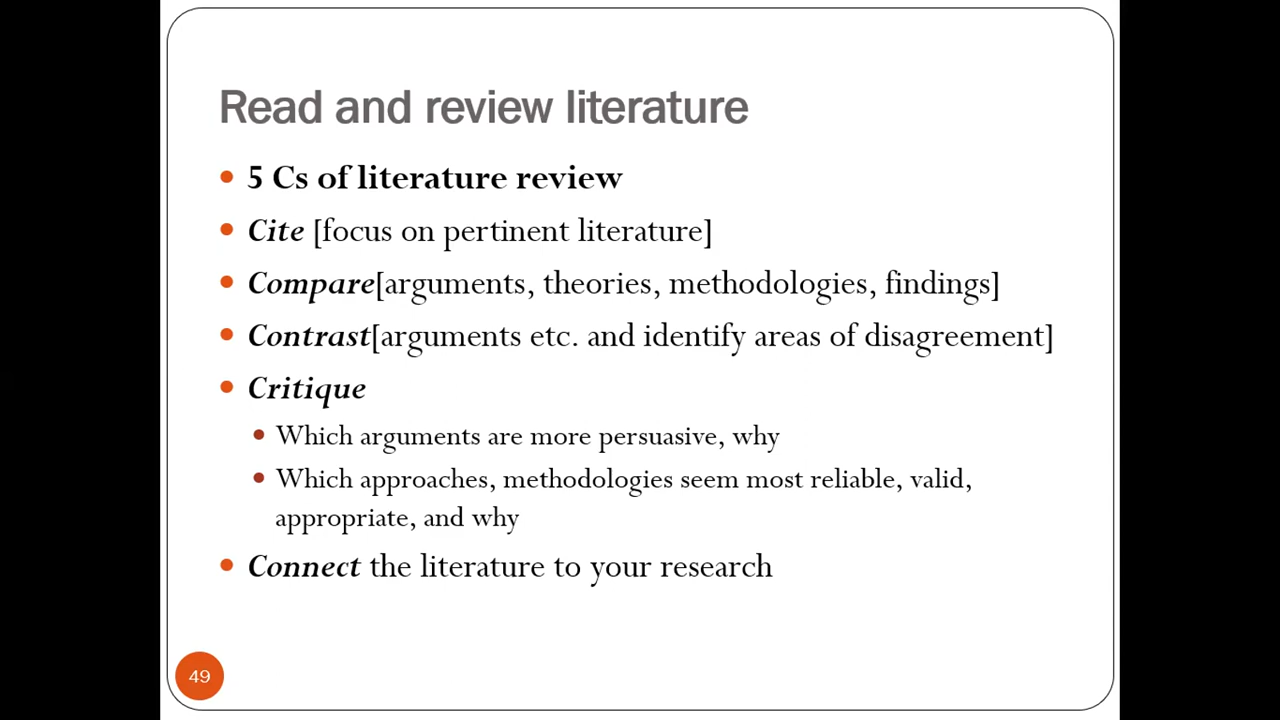 Read and review literature
• 5 Cs of literature review
• Cite [focus on pertinent literature]
• Compare[arguments, theories, methodologies, findings]
• Contrast[arguments etc. and identify areas of disagreement]
• Critique
• Which arguments are more persuasive, why
• Which approaches, methodologies seem most reliable, valid,
appropriate, and why
• Connect the literature to your research
49